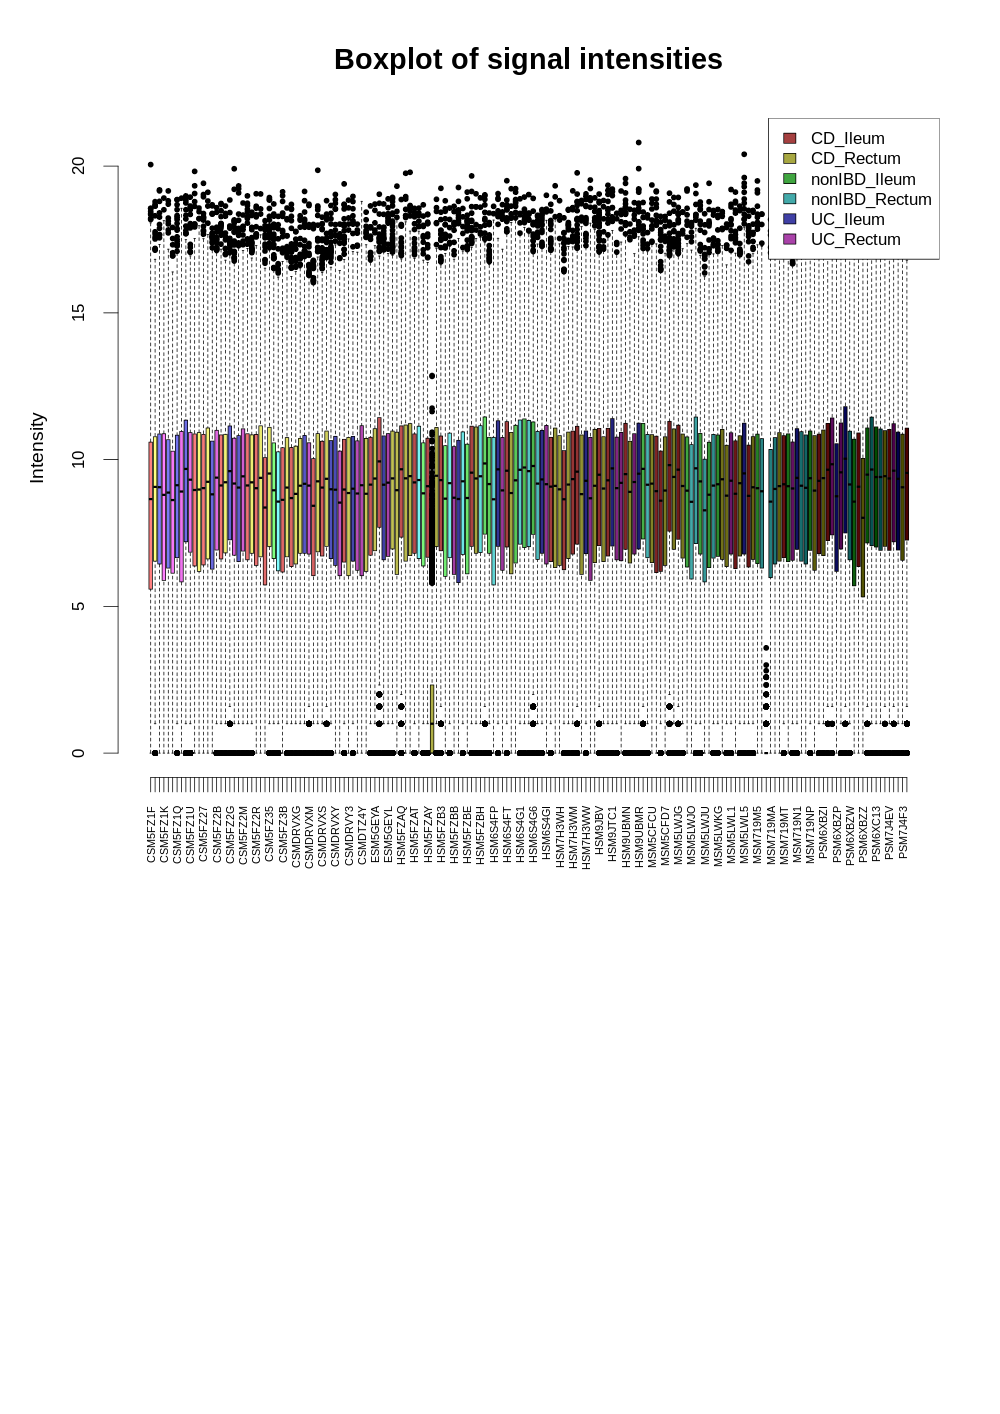 Boxplot of signal intensities
CD_Ileum
CD_Rectum
nonIBD_Ileum
nonIBD_Rectum
UC_Ileum
UC_Rectum
Intensity
20
15
10
5
0
CSM5FZ1F
CSM5FZ1K
CSM5FZ1Q
CSM5FZ1U
CSM5FZ27
CSM5FZ2B
CSM5FZ2G
CSM5FZ2M
CSM5FZ2R
CSM5FZ35
CSM5FZ3B
CSMDRVXG
CSMDRVXM
CSMDRVXS
CSMDRVXY
CSMDRVY3
CSMDTZ4Y
ESM5GEYA
ESM5GEYL
HSM5FZAQ
HSM5FZAT
HSM5FZAY
HSM5FZB3
HSM5FZBB
HSM5FZBE
HSM5FZBH
HSM6S4FP
HSM6S4FT
HSM6S4G1
HSM6S4G6
HSM6S4GI
HSM7H3WH
HSM7H3WM
HSM7H3WW
HSM9JBV
HSM9JTC1
HSM9UBMN
HSM9UBMR
MSM5CFCU
MSM5CFD7
MSM5LWJG
MSM5LWJO
MSM5LWJU
MSM5LWKG
MSM5LWL1
MSM5LWL5
MSM719M5
MSM719MA
MSM719MT
MSM719N1
MSM719NP
PSM6XBZI
PSM6XBZP
PSM6XBZW
PSM6XBZZ
PSM6XC13
PSM7J4EV
PSM7J4F3